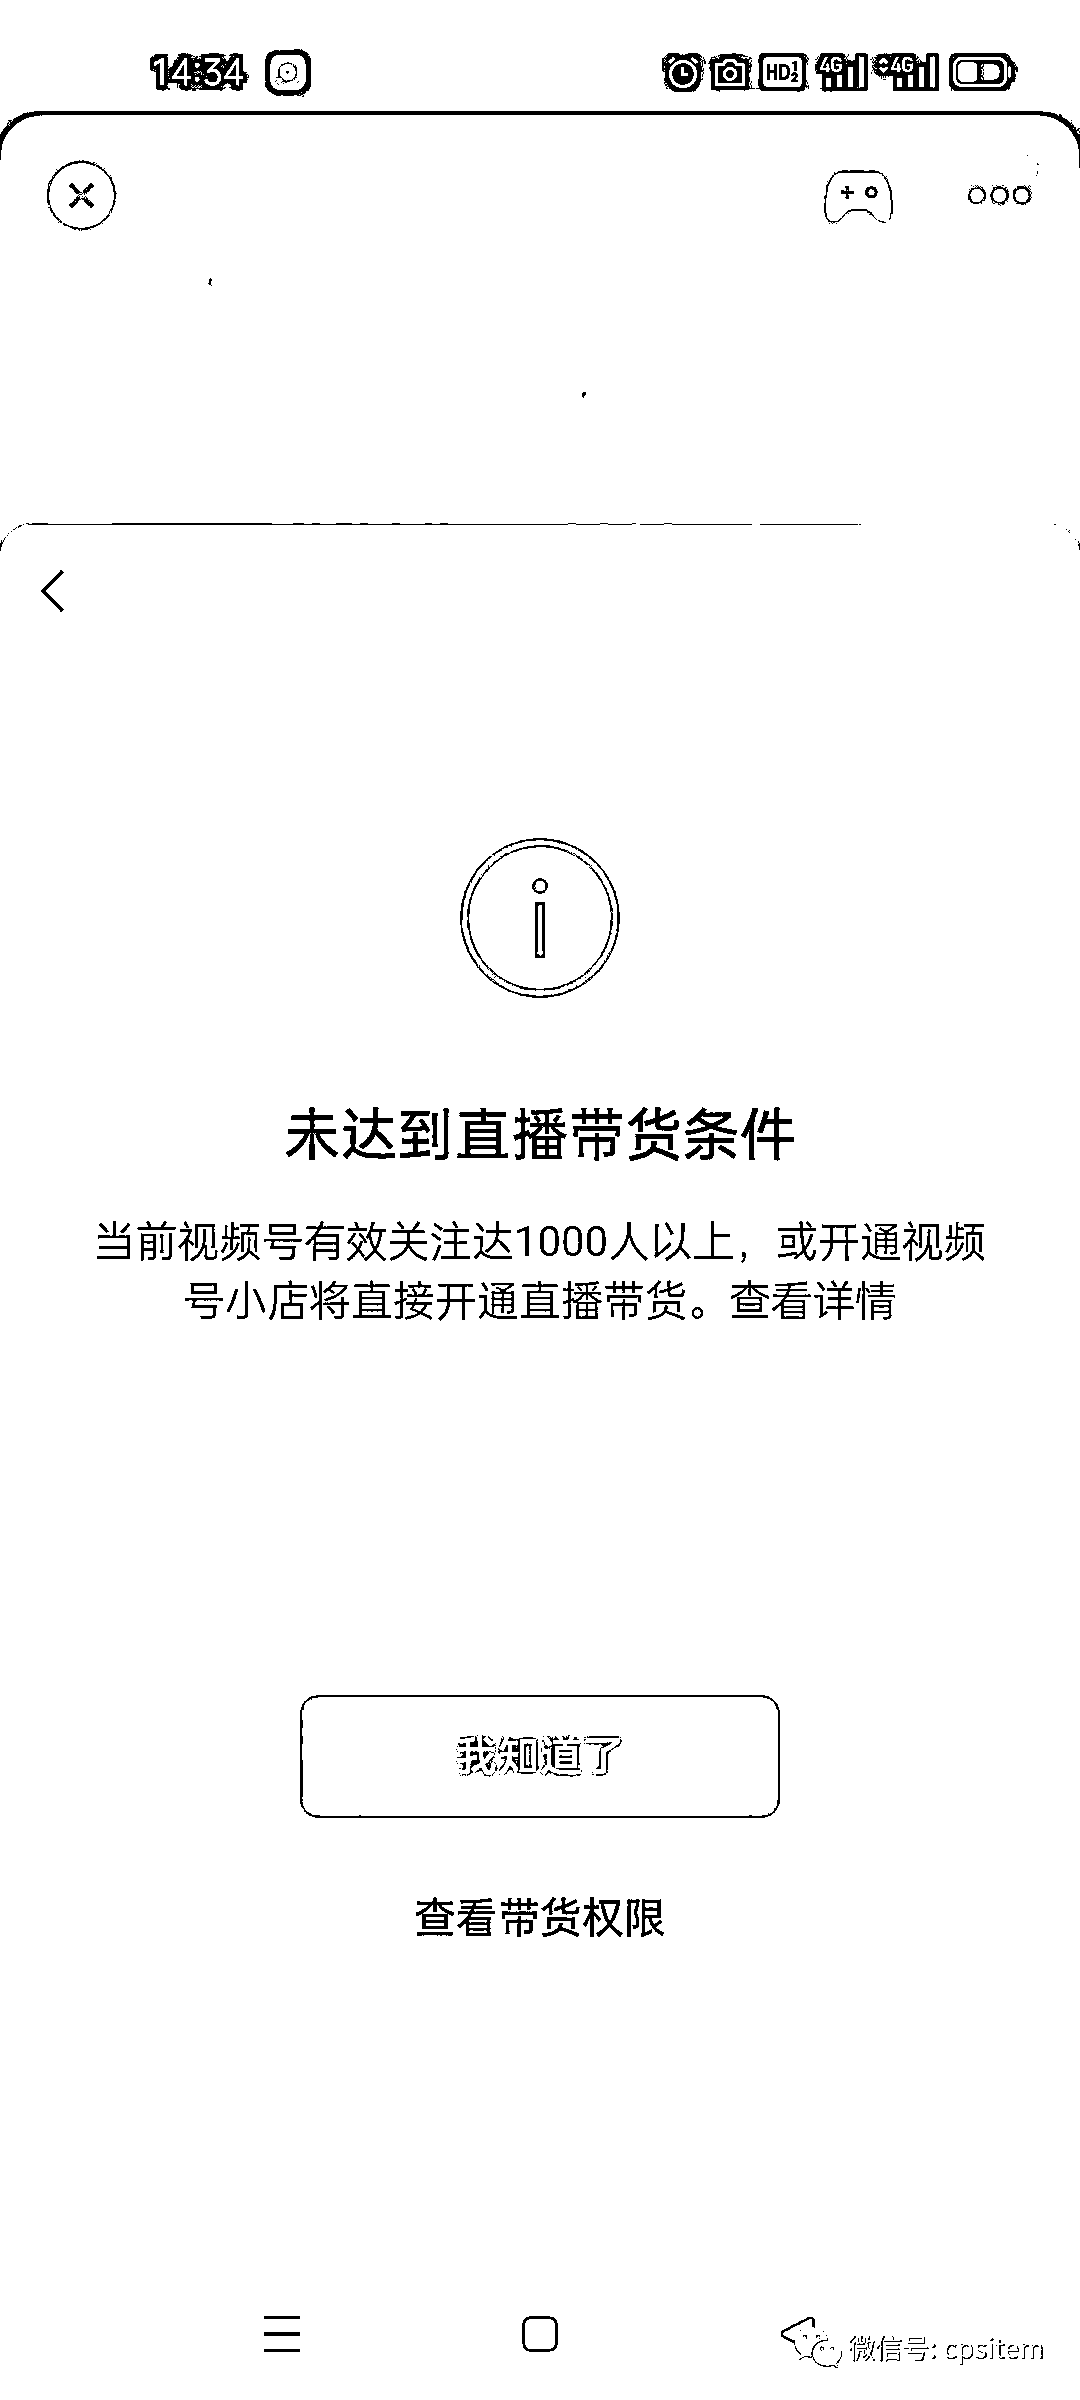 14:34
HD 1 2 4G 4G
未达到直播带货条件
当前视频号有效关注达1000人以上，或开通视频
号小店将直接开通直播带货。查看详情
我知道了
查看带货权限
微信号: cpsitem